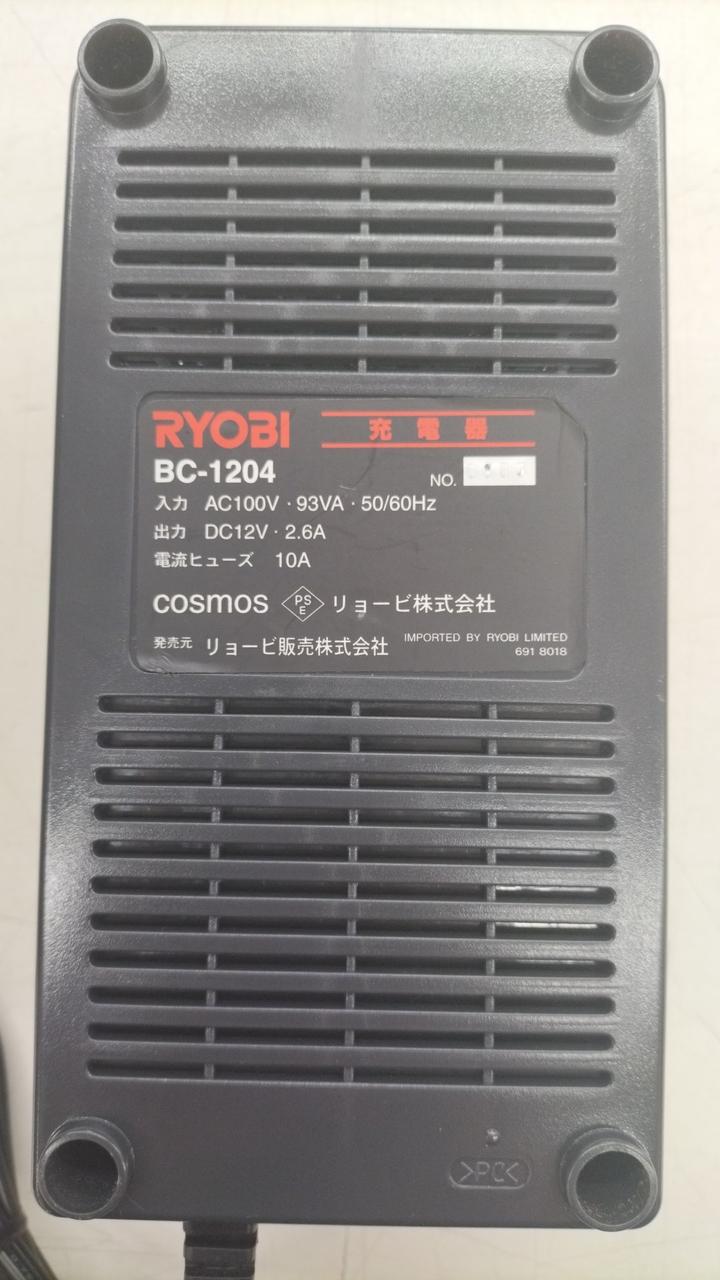 RYOBI 充電器
BC-1204 NO.
入力 AC100V・93VA・50/60Hz
出力 DC12V・2.6A
電流ヒューズ 10A
cosmos PSE リョービ株式会社
発売元 リョービ販売株式会社 IMPORTED BY RYOBI LIMITED
691 8018
>PC<